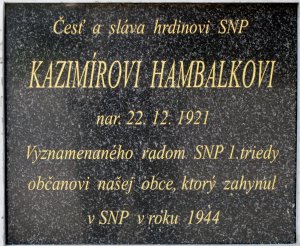 Česť a sláva hrdinovi SNP
KAZIMÍROVI HAMBALKOVI
nar. 22. 12. 1921
Vyznamenaného radom SNP 1.triedy
občanovi našej obce, ktorý zahynul
v SNP v roku 1944